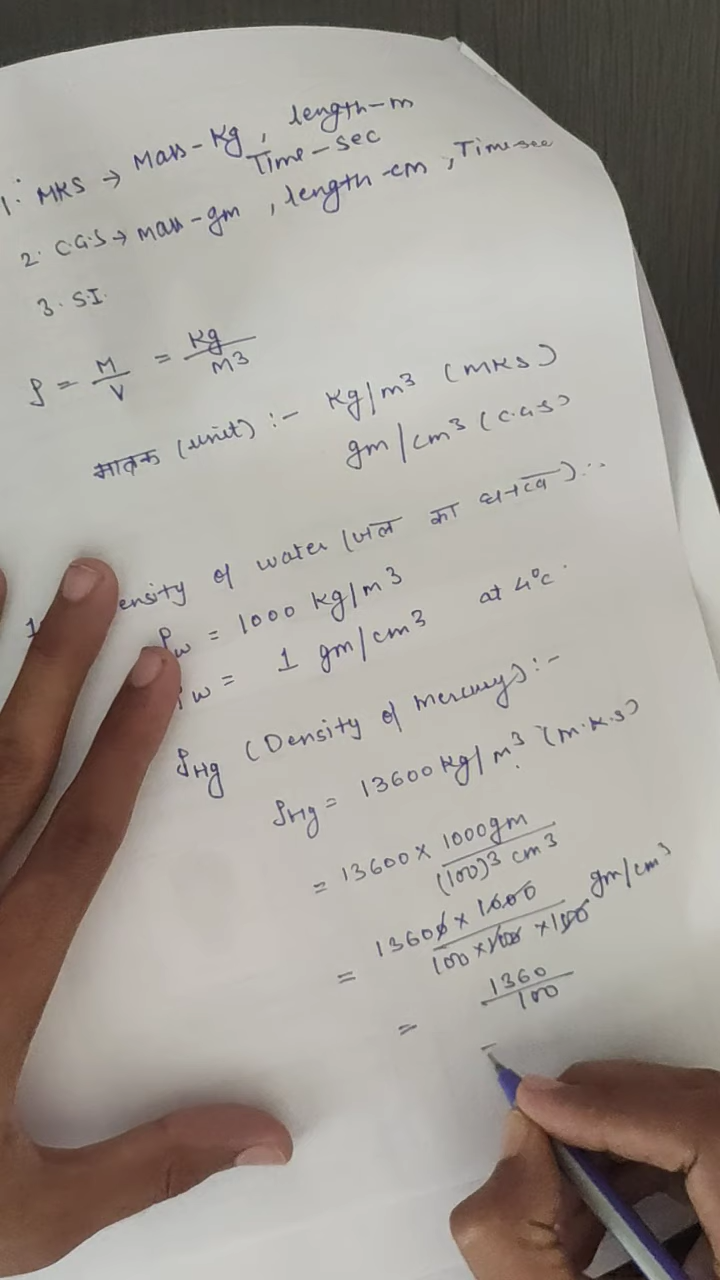 1. MKS → Mass-Kg, length-m
Time-sec
2. C.G.S → mass-gm, length-cm, Time-sec
3. S.I.
ρ = M/V = Kg/M3
मात्रक (unit) :- Kg/m³ (MKS)
gm/cm³ (C.G.S)
1 ensity of water (जल का घनत्व) :-
ρw = 1000 kg/m3
w = 1 gm/cm3 at 4°c.
ρHg (Density of mercury) :-
ρHg = 13600 kg/m³. (M.K.S)
= 13600 x 1000gm/(100)3 cm3
= 13600 x 1000/100 x 100 x 100 gm/cm³
= 1360/100